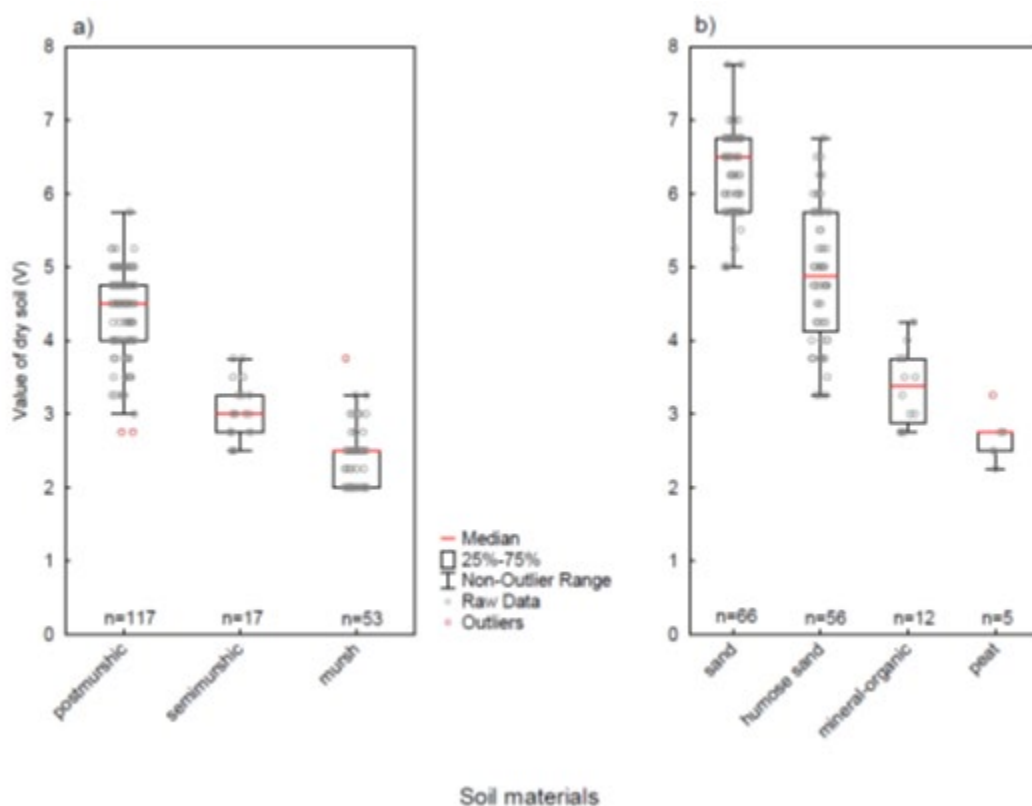 a)
Value of dry soil (V)
8
7
6
5
4
3
2
1
0
n=117
n=17
n=53
postmurshic
semimurshic
mursh
Median
25%-75%
Non-Outlier Range
Raw Data
Outliers
b)
8
7
6
5
4
3
2
1
0
n=66
n=56
n=12
n=5
sand
humose sand
mineral-organic
peat
Soil materials